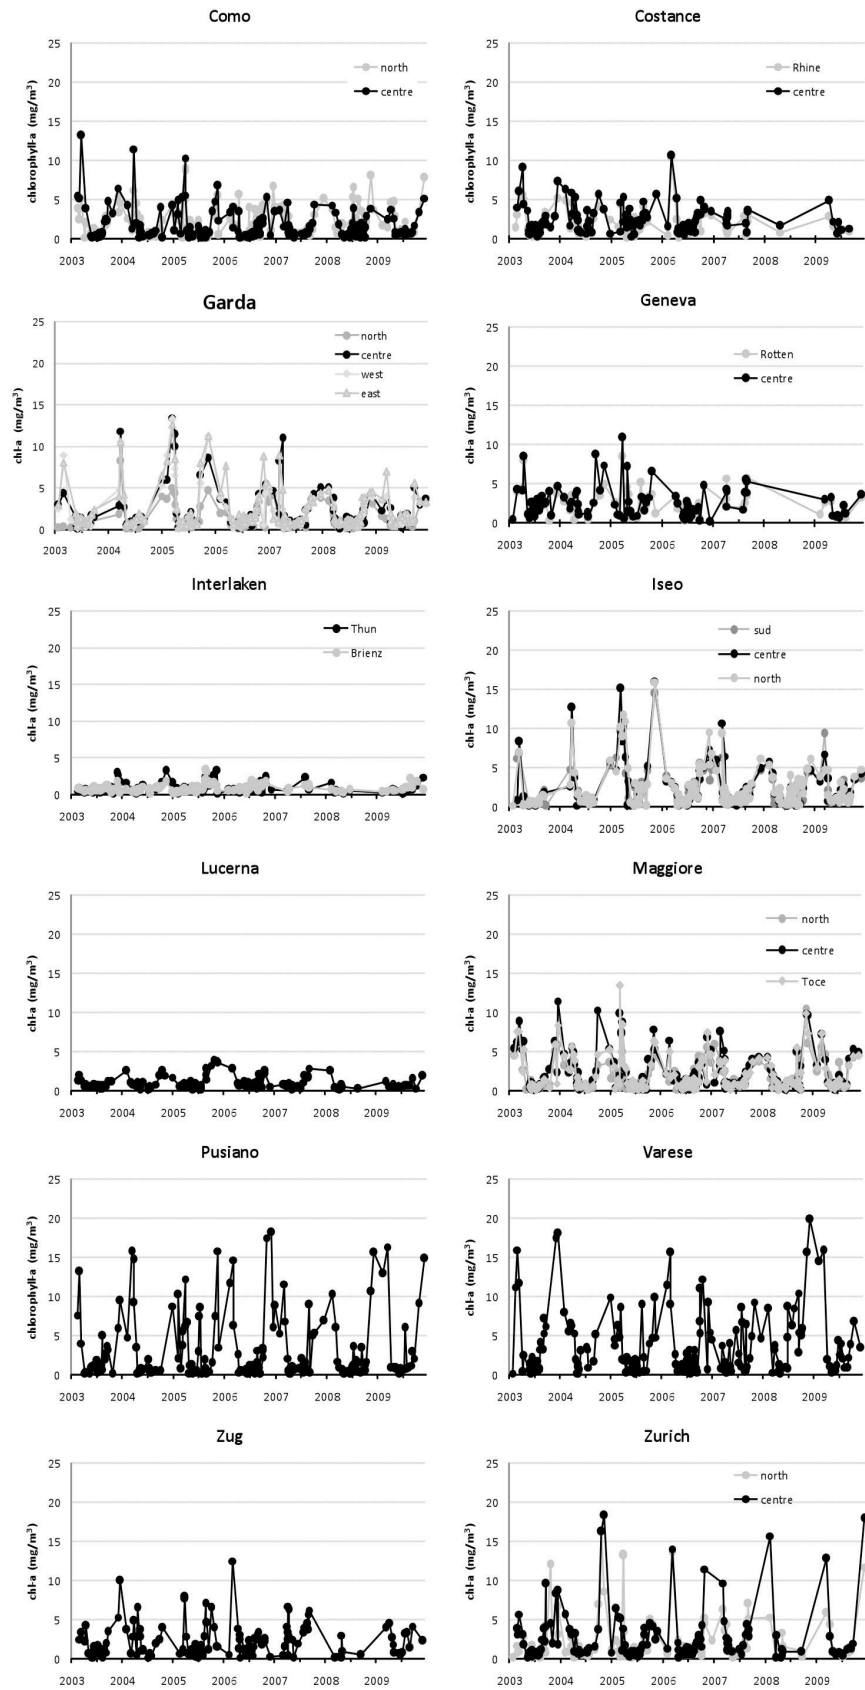 Como
25
20
15
10
5
0
chlorophyll-a (mg/m³)
north
centre
2003 2004 2005 2006 2007 2008 2009
Costance
25
20
15
10
5
0
chlorophyll-a (mg/m³)
Rhine
centre
2003 2004 2005 2006 2007 2008 2009
Garda
25
20
15
10
5
0
chl-a (mg/m³)
north
centre
west
east
2003 2004 2005 2006 2007 2008 2009
Geneva
25
20
15
10
5
0
chl-a (mg/m³)
Rotten
centre
2003 2004 2005 2006 2007 2008 2009
Interlaken
25
20
15
10
5
0
chl-a (mg/m³)
Thun
Brienz
2003 2004 2005 2006 2007 2008 2009
Iseo
25
20
15
10
5
0
chl-a (mg/m³)
sud
centre
north
2003 2004 2005 2006 2007 2008 2009
Lucerna
25
20
15
10
5
0
chl-a (mg/m³)
2003 2004 2005 2006 2007 2008 2009
Maggiore
25
20
15
10
5
0
chl-a (mg/m³)
north
centre
Toce
2003 2004 2005 2006 2007 2008 2009
Pusiano
25
20
15
10
5
0
chlorophyll-a (mg/m³)
2003 2004 2005 2006 2007 2008 2009
Varese
25
20
15
10
5
0
chl-a (mg/m³)
2003 2004 2005 2006 2007 2008 2009
Zug
25
20
15
10
5
0
chl-a (mg/m³)
2003 2004 2005 2006 2007 2008 2009
Zurich
25
20
15
10
5
0
chl-a (mg/m³)
north
centre
2003 2004 2005 2006 2007 2008 2009